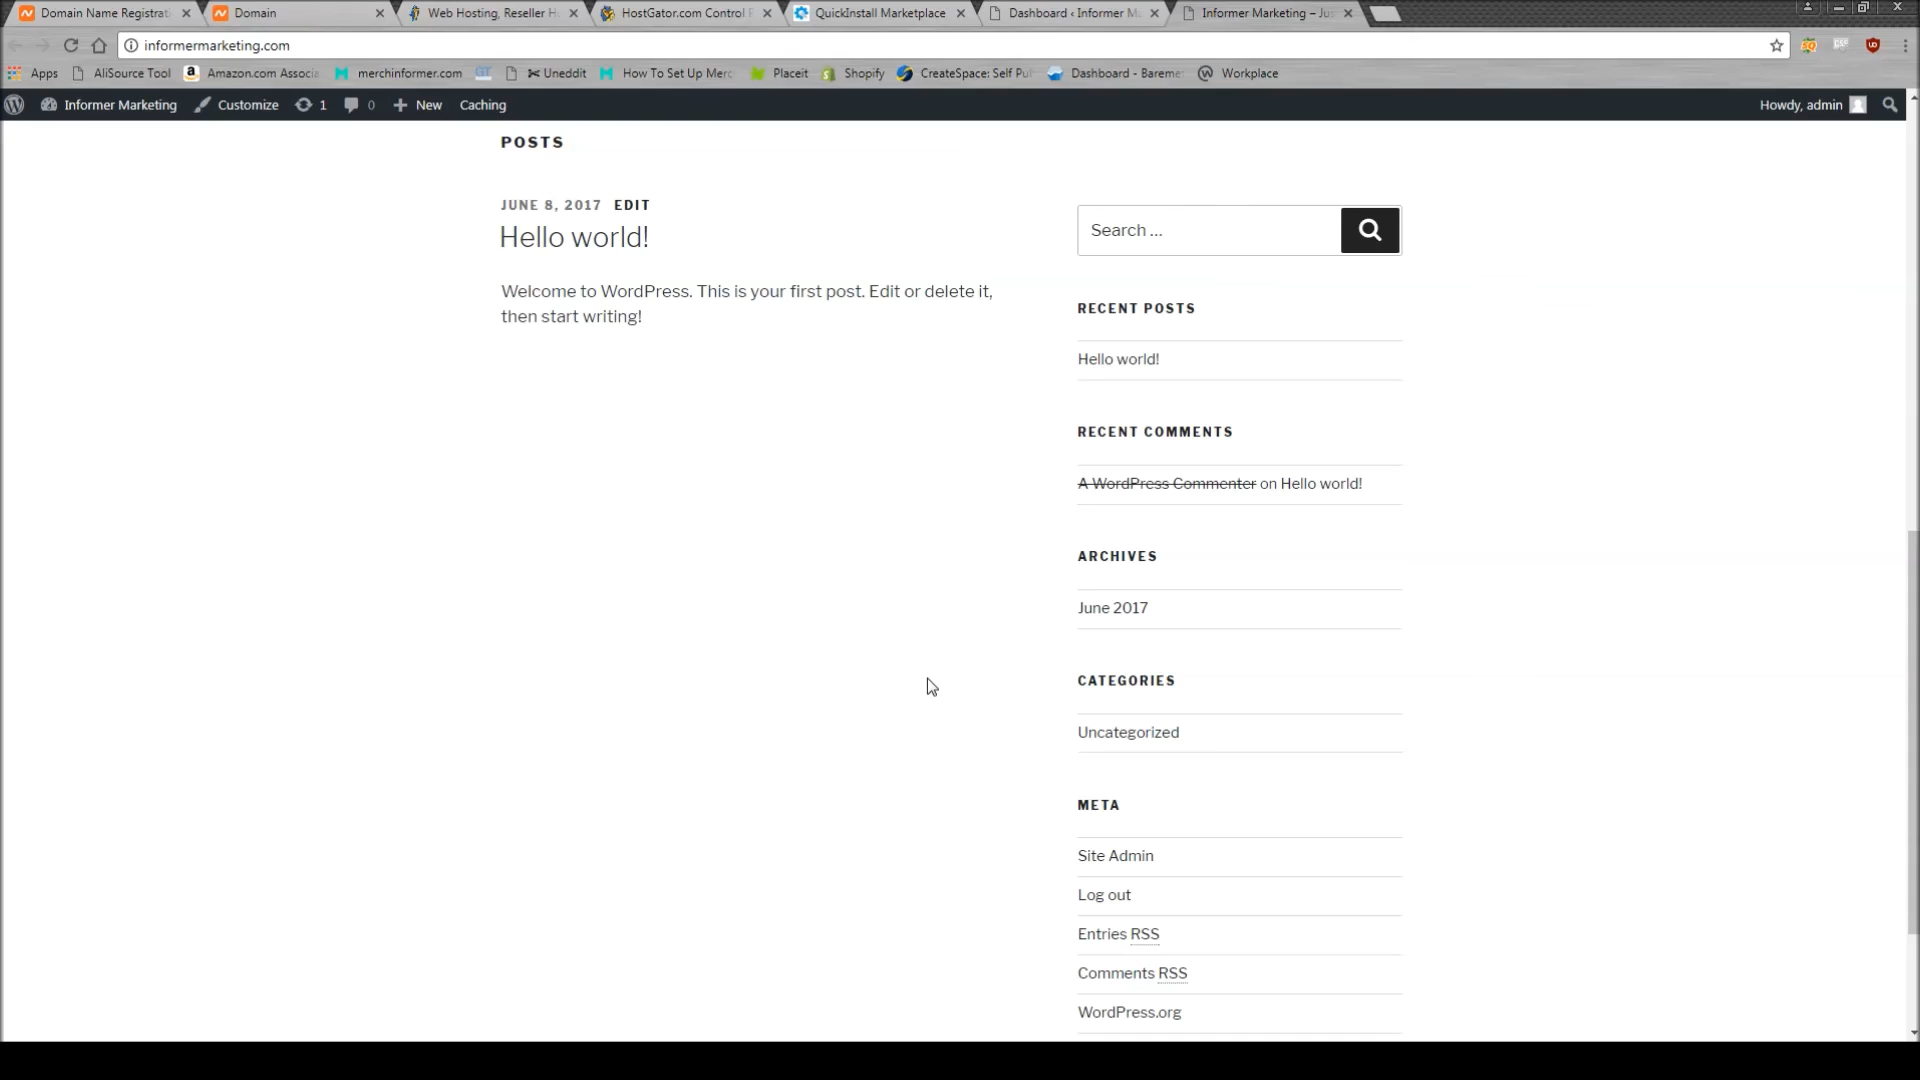 Domain Name Registrati
Domain
Web Hosting, Reseller H
HostGator.com Control P
QuickInstall Marketplace
Dashboard ‹ Informer M
Informer Marketing – Jus
informermarketing.com
Apps
AliSource Tool
Amazon.com Associa
merchinformer.com
Uneddit
How To Set Up Merc
Placeit
Shopify
CreateSpace: Self Pu
Dashboard - Bareme
Workplace
Informer Marketing
Customize
1
0
New
Caching
Howdy, admin
POSTS
JUNE 8, 2017 EDIT
Hello world!
Welcome to WordPress. This is your first post. Edit or delete it,
then start writing!
Search …
RECENT POSTS
Hello world!
RECENT COMMENTS
A WordPress Commenter on Hello world!
ARCHIVES
June 2017
CATEGORIES
Uncategorized
META
Site Admin
Log out
Entries RSS
Comments RSS
WordPress.org